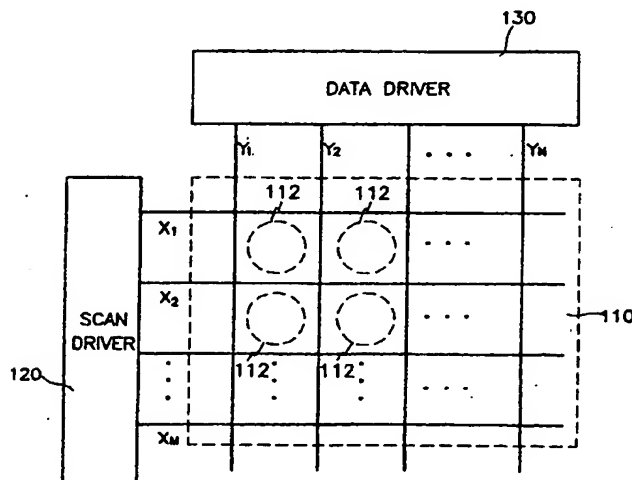 130
DATA DRIVER
Y1 Y2 . . . YN
112 112
X1 . . .
X2 . . .
110
SCAN
DRIVER
120
112 112
. . .
XM